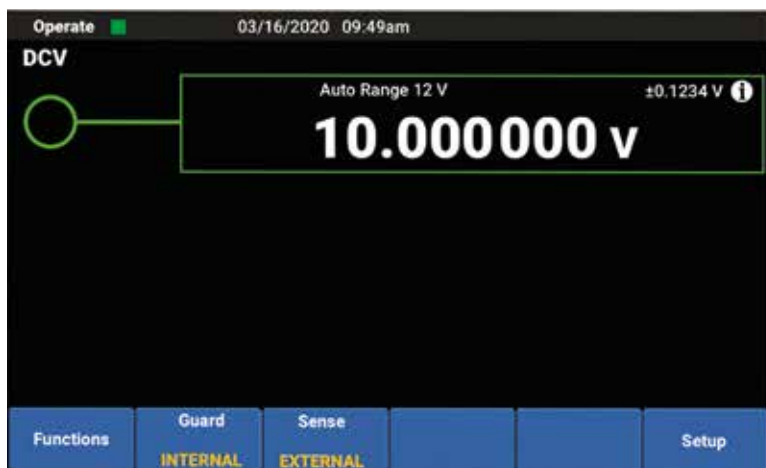 Operate 03/16/2020 09:49am
DCV
Auto Range 12 V ±0.1234 V i
10.000000 V
Functions Guard INTERNAL Sense EXTERNAL Setup